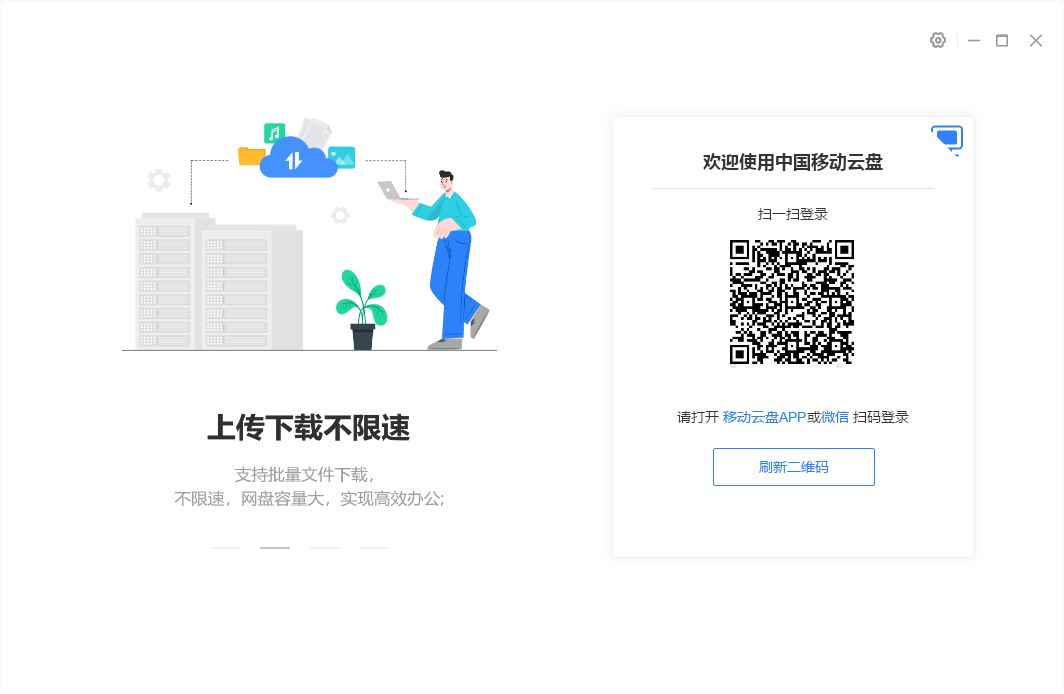 上传下载不限速
支持批量文件下载，
不限速，网盘容量大，实现高效办公;
欢迎使用中国移动云盘
扫一扫登录
请打开 移动云盘APP或微信 扫码登录
刷新二维码